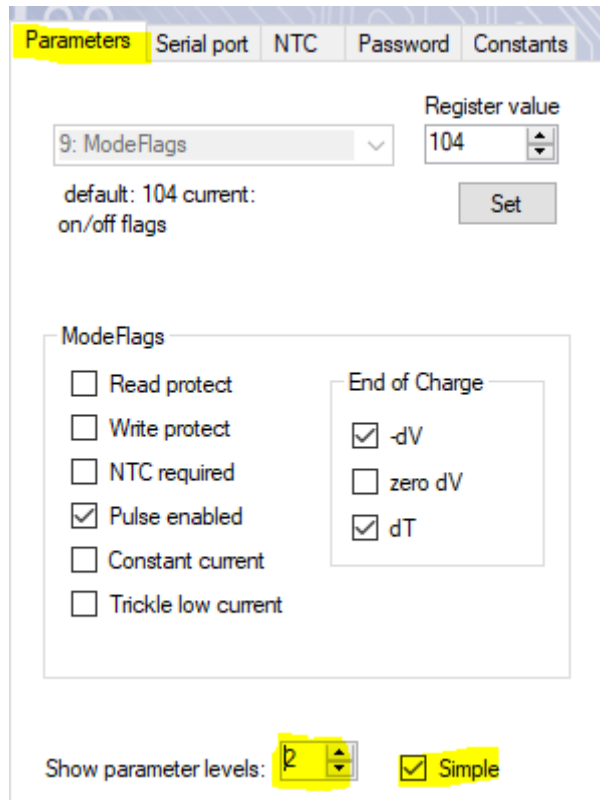 Parameters Serial port NTC Password Constants
Register value
9: ModeFlags 104
default: 104 current: Set
on/off flags
ModeFlags
Read protect End of Charge
Write protect -dV
NTC required zero dV
Pulse enabled dT
Constant current
Trickle low current
Show parameter levels: 2 Simple